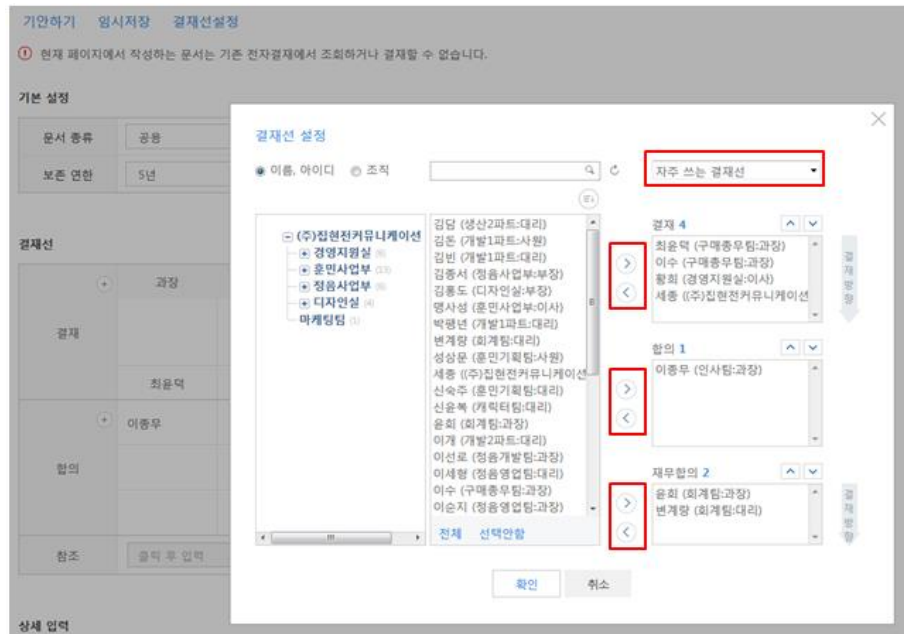 기안하기 임시저장 결재선설정
현재 페이지에서 작성하는 문서는 기존 전자결재에서 조회하거나 결재할 수 없습니다.
기본 설정
문서 종류 공용
보존 연한 5년
결재선
과장
결재
최윤덕
이종무
합의
참조 클릭 후 입력
상세 입력
결재선 설정
이름, 아이디 조직
자주 쓰는 결재선
(주)집현전커뮤니케이션
경영지원실 (9)
훈민사업부 (13)
정음사업부 (9)
디자인실 (4)
마케팅팀 (1)
김담 (생산2파트:대리)
김돈 (개발1파트:사원)
김빈 (개발1파트:대리)
김종서 (정음사업부:부장)
김홍도 (디자인실:부장)
맹사성 (훈민사업부:이사)
박팽년 (개발1파트:대리)
변계량 (회계팀:대리)
성삼문 (훈민기획팀:사원)
세종 ((주)집현전커뮤니케이션
신숙주 (훈민기획팀:대리)
신윤복 (캐릭터팀:대리)
윤회 (회계팀:과장)
이개 (개발2파트:대리)
이선로 (정음개발팀:과장)
이세형 (정음영업팀:대리)
이수 (구매총무팀:과장)
이순지 (정음영업팀:과장)
전체 선택안함
결재 4
최윤덕 (구매총무팀:과장)
이수 (구매총무팀:과장)
황희 (경영지원실:이사)
세종 ((주)집현전커뮤니케이션
결재방향
합의 1
이종무 (인사팀:과장)
재무합의 2
윤회 (회계팀:과장)
변계량 (회계팀:대리)
결재방향
확인 취소